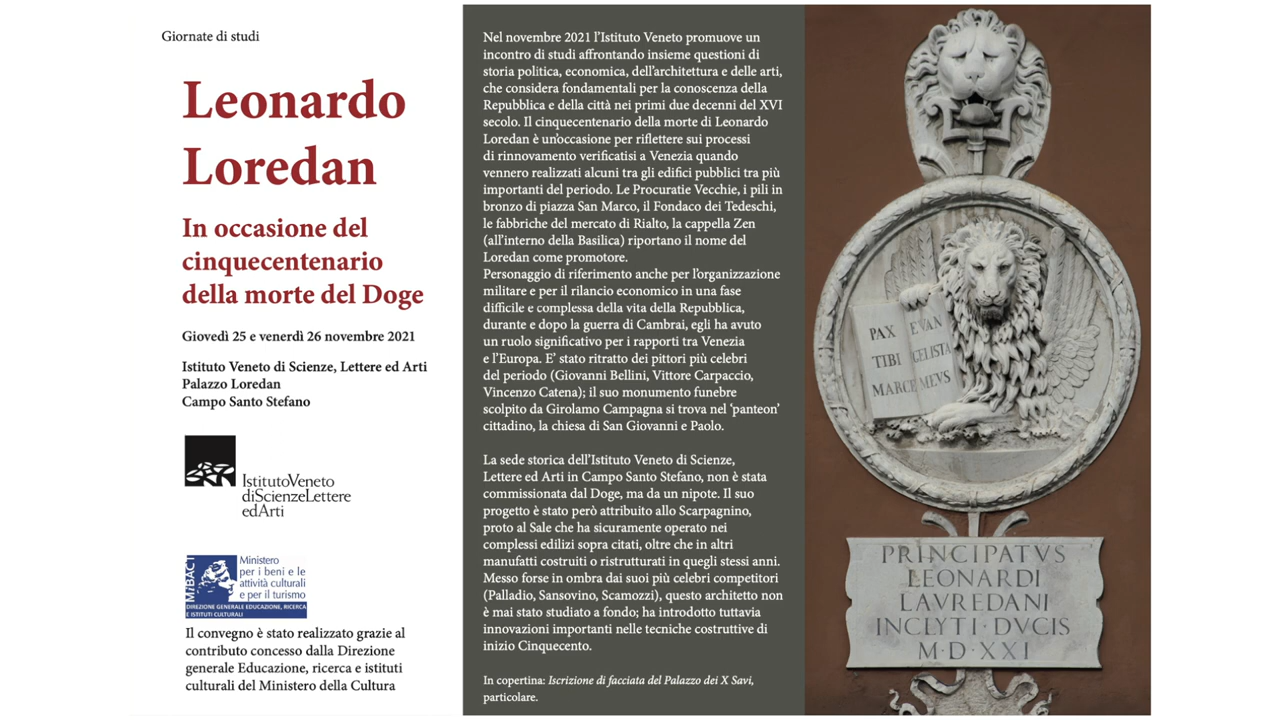 Giornate di studi
Leonardo
Loredan
In occasione del
cinquecentenario
della morte del Doge
Giovedì 25 e venerdì 26 novembre 2021
Istituto Veneto di Scienze, Lettere ed Arti
Palazzo Loredan
Campo Santo Stefano
IstitutoVeneto
diScienzeLettere
edArti
MiBACT
Ministero
per i beni e le
attività culturali
e per il turismo
DIREZIONE GENERALE EDUCAZIONE, RICERCA
E ISTITUTI CULTURALI
Il convegno è stato realizzato grazie al
contributo concesso dalla Direzione
generale Educazione, ricerca e istituti
culturali del Ministero della Cultura
Nel novembre 2021 l'Istituto Veneto promuove un
incontro di studi affrontando insieme questioni di
storia politica, economica, dell'architettura e delle arti,
che considera fondamentali per la conoscenza della
Repubblica e della città nei primi due decenni del XVI
secolo. Il cinquecentenario della morte di Leonardo
Loredan è un'occasione per riflettere sui processi
di rinnovamento verificatisi a Venezia quando
vennero realizzati alcuni tra gli edifici pubblici tra più
importanti del periodo. Le Procuratie Vecchie, i pili in
bronzo di piazza San Marco, il Fondaco dei Tedeschi,
le fabbriche del mercato di Rialto, la cappella Zen
(all'interno della Basilica) riportano il nome del
Loredan come promotore.
Personaggio di riferimento anche per l'organizzazione
militare e per il rilancio economico in una fase
difficile e complessa della vita della Repubblica,
durante e dopo la guerra di Cambrai, egli ha avuto
un ruolo significativo per i rapporti tra Venezia
e l'Europa. E' stato ritratto dei pittori più celebri
del periodo (Giovanni Bellini, Vittore Carpaccio,
Vincenzo Catena); il suo monumento funebre
scolpito da Girolamo Campagna si trova nel 'panteon'
cittadino, la chiesa di San Giovanni e Paolo.
La sede storica dell'Istituto Veneto di Scienze,
Lettere ed Arti in Campo Santo Stefano, non è stata
commissionata dal Doge, ma da un nipote. Il suo
progetto è stato però attribuito allo Scarpagnino,
proto al Sale che ha sicuramente operato nei
complessi edilizi sopra citati, oltre che in altri
manufatti costruiti o ristrutturati in quegli stessi anni.
Messo forse in ombra dai suoi più celebri competitori
(Palladio, Sansovino, Scamozzi), questo architetto non
è mai stato studiato a fondo; ha introdotto tuttavia
innovazioni importanti nelle tecniche costruttive di
inizio Cinquecento.
In copertina: Iscrizione di facciata del Palazzo dei X Savi,
particolare.
PAX
TIBI
MARCE
EVAN
GELISTA
MEVS
PRINCIPATVS
LEONARDI
LAVREDANI
INCLYTI·DVCIS
M·D·XXI